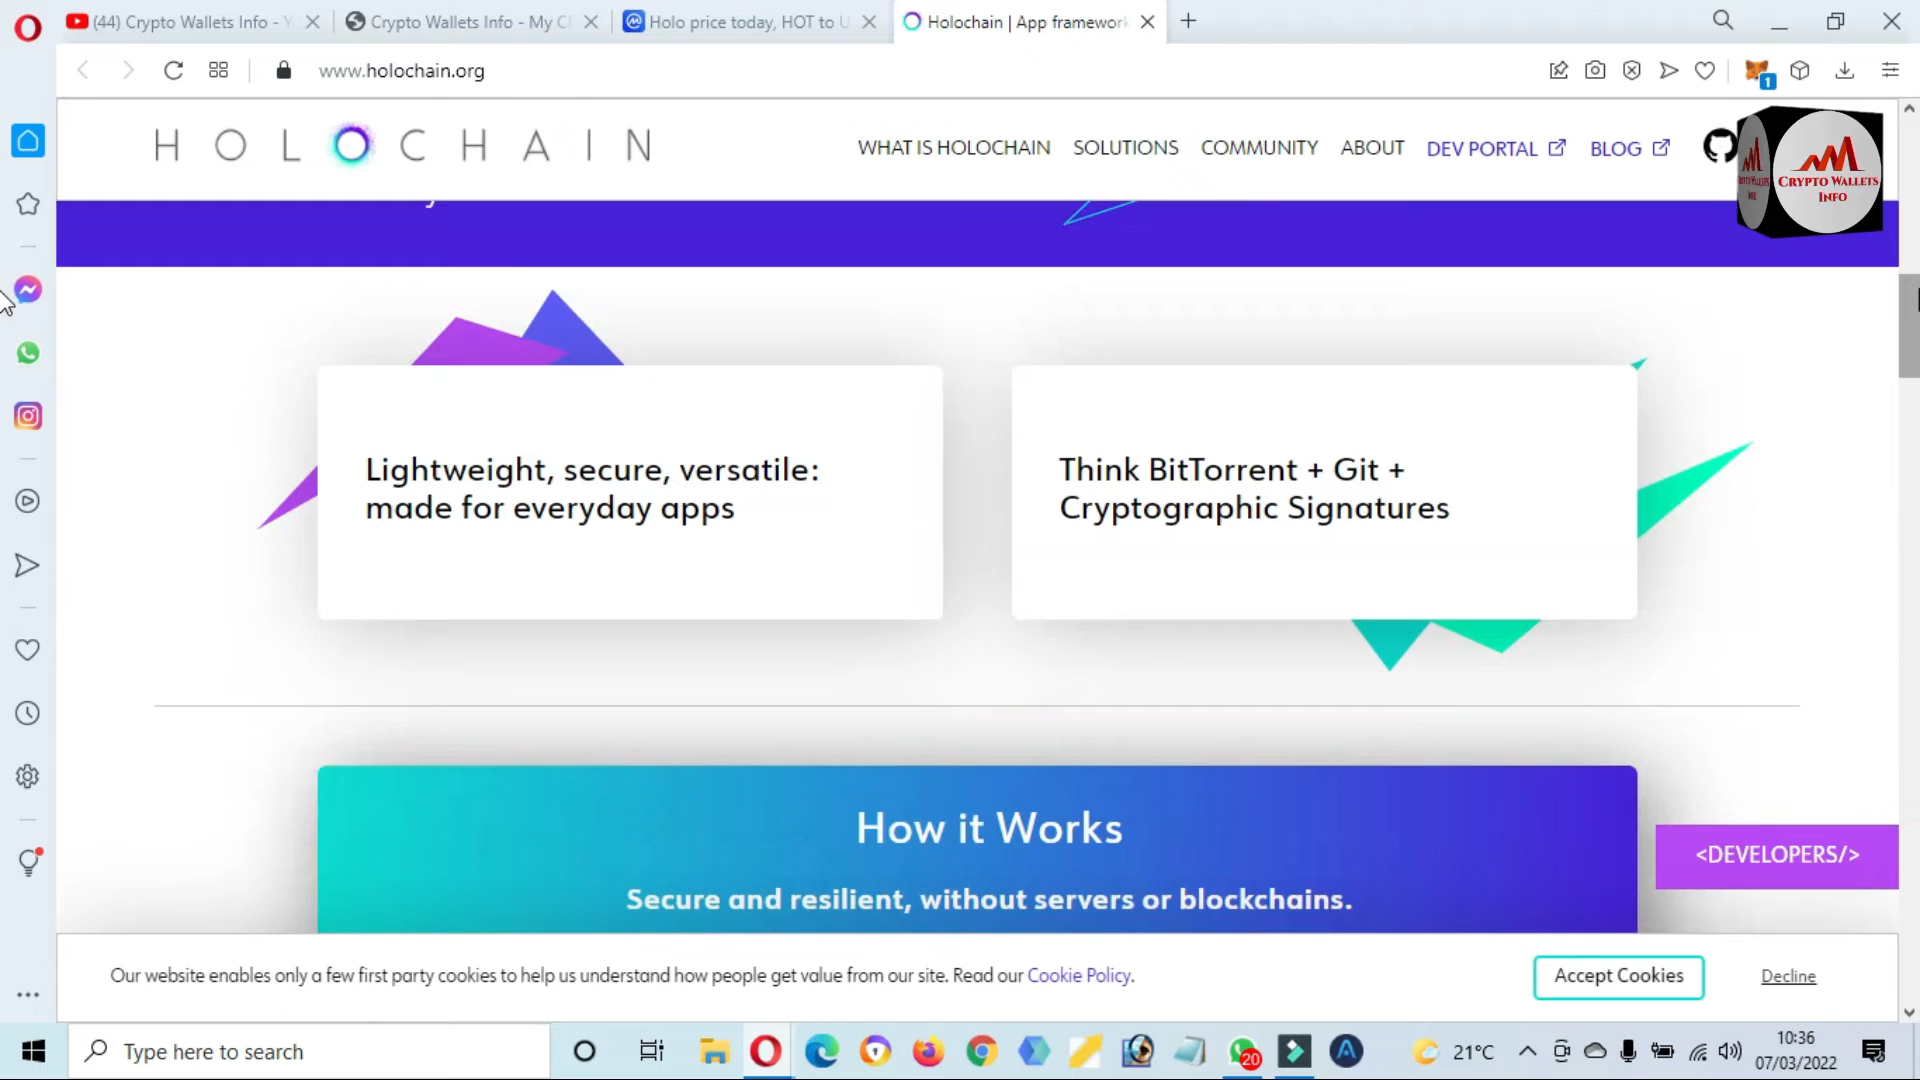 (44) Crypto Wallets Info - Y
Crypto Wallets Info - My C
Holo price today, HOT to U
Holochain | App framework
www.holochain.org
1
HOLOCHAIN
WHAT IS HOLOCHAIN
SOLUTIONS
COMMUNITY
ABOUT
DEV PORTAL
BLOG
CRYPTO WALLETS
INFO
Lightweight, secure, versatile:
made for everyday apps
Think BitTorrent + Git +
Cryptographic Signatures
How it Works
Secure and resilient, without servers or blockchains.
<DEVELOPERS/>
Our website enables only a few first party cookies to help us understand how people get value from our site. Read our Cookie Policy.
Accept Cookies
Decline
Type here to search
20
21°C
10:36
07/03/2022